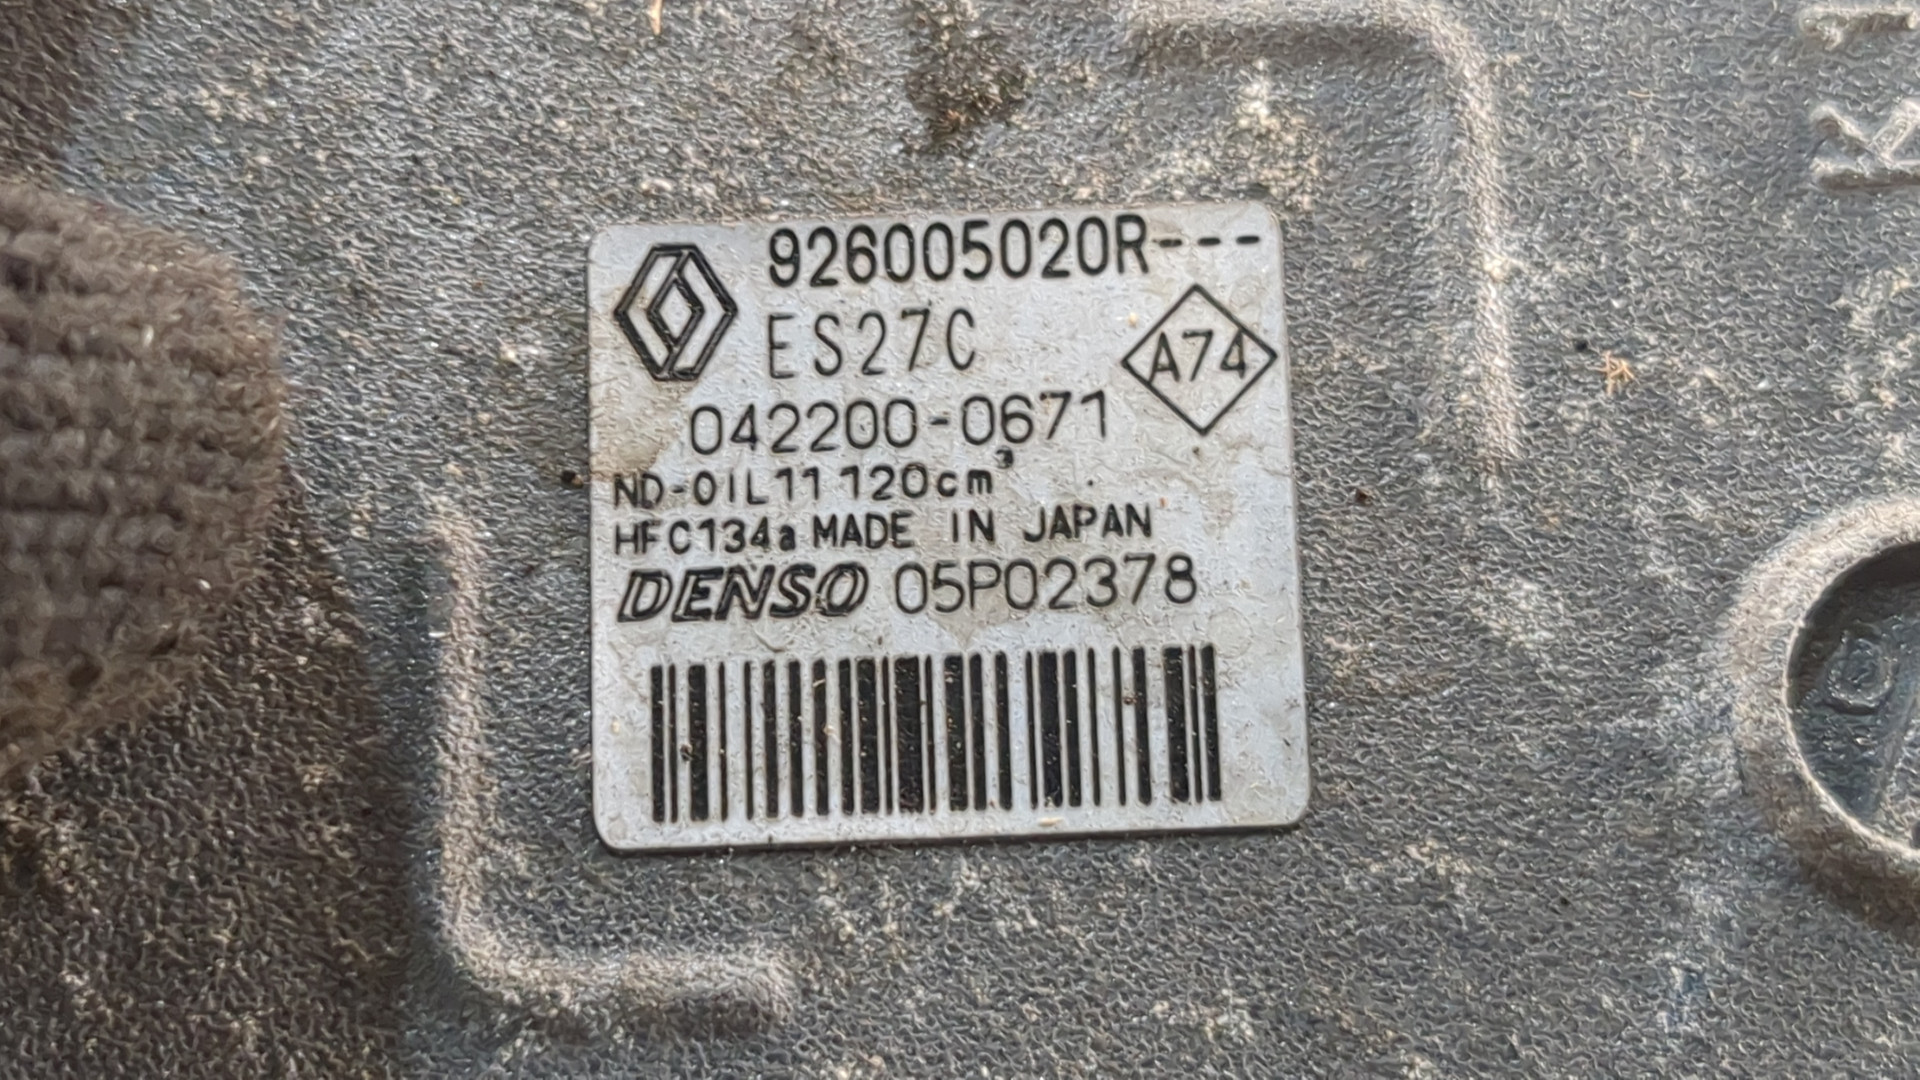 926005020R---
ES27C
A74
042200-0671
ND-OIL11 120cm³
HFC134a MADE IN JAPAN
DENSO 05P02378